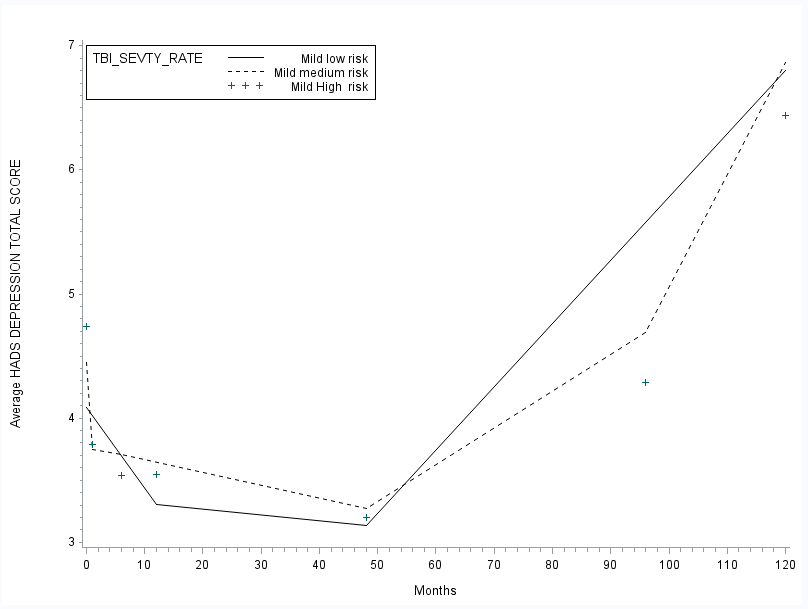 TBI_SEVTY_RATE
Mild low risk
Mild medium risk
Mild High risk
Average HADS DEPRESSION TOTAL SCORE
7
6
5
4
3
0 10 20 30 40 50 60 70 80 90 100 110 120
Months